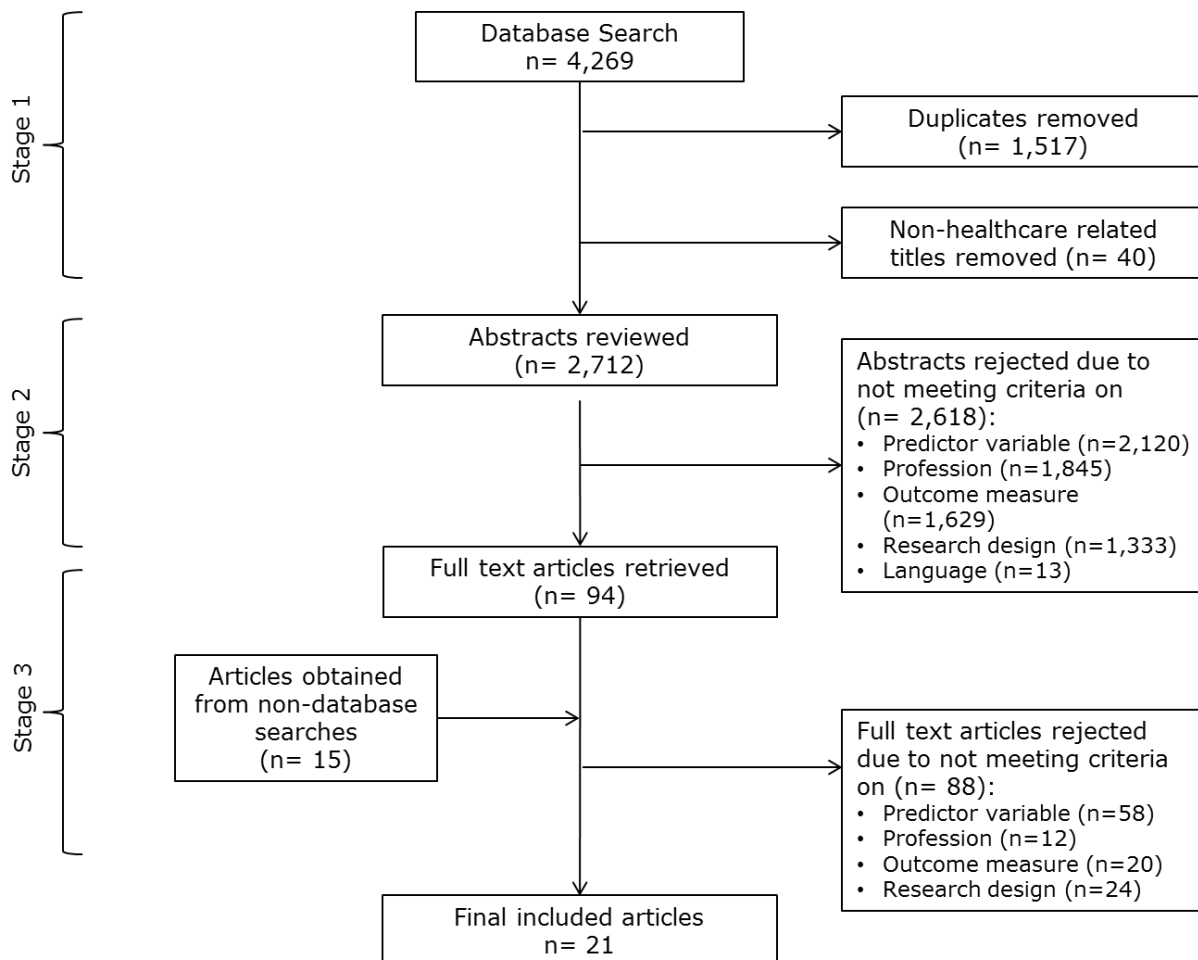 Stage 1
Database Search
n= 4,269
Duplicates removed
(n= 1,517)
Non-healthcare related
titles removed (n= 40)
Stage 2
Abstracts reviewed
(n= 2,712)
Abstracts rejected due to
not meeting criteria on
(n= 2,618):
• Predictor variable (n=2,120)
• Profession (n=1,845)
• Outcome measure
(n=1,629)
• Research design (n=1,333)
• Language (n=13)
Stage 3
Full text articles retrieved
(n= 94)
Articles obtained
from non-database
searches
(n= 15)
Full text articles rejected
due to not meeting criteria
on (n= 88):
• Predictor variable (n=58)
• Profession (n=12)
• Outcome measure (n=20)
• Research design (n=24)
Final included articles
n= 21